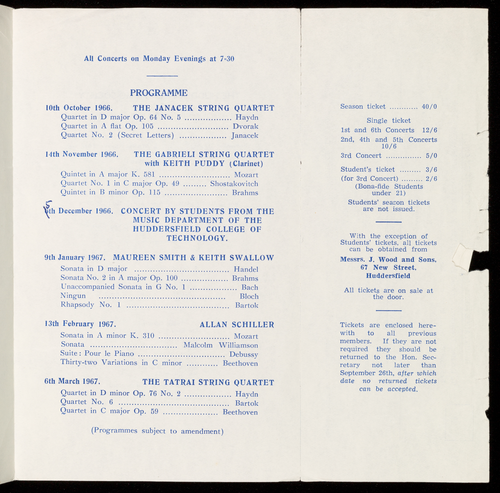 All Concerts on Monday Evenings at 7-30
PROGRAMME
10th October 1966. THE JANACEK STRING QUARTET
Quartet in D major Op. 64 No. 5 .................. Haydn
Quartet in A flat Op. 105 ........................ Dvorak
Quartet No. 2 (Secret Letters) .................. Janacek
14th November 1966. THE GABRIELI STRING QUARTET
with KEITH PUDDY (Clarinet)
Quintet in A major K. 581 ........................ Mozart
Quartet No. 1 in C major Op. 49 ......... Shostakovitch
Quintet in B minor Op. 115 ........................ Brahms
5th December 1966. CONCERT BY STUDENTS FROM THE
MUSIC DEPARTMENT OF THE
HUDDERSFIELD COLLEGE OF
TECHNOLOGY.
9th January 1967. MAUREEN SMITH & KEITH SWALLOW
Sonata in D major .................................... Handel
Sonata No. 2 in A major Op. 100 .................. Brahms
Unaccompanied Sonata in G No. 1 .................. Bach
Ningun ................................................ Bloch
Rhapsody No. 1 .................................... Bartok
13th February 1967. ALLAN SCHILLER
Sonata in A minor K. 310 ........................ Mozart
Sonata .............................. Malcolm Williamson
Suite: Pour le Piano .............................. Debussy
Thirty-two Variations in C minor ............ Beethoven
6th March 1967. THE TATRAI STRING QUARTET
Quartet in D minor Op. 76 No. 2 .................. Haydn
Quartet No. 6 .................................... Bartok
Quartet in C major Op. 59 ..................... Beethoven
(Programmes subject to amendment)
Season ticket ............ 40/0
Single ticket
1st and 6th Concerts 12/6
2nd, 4th and 5th Concerts
10/6
3rd Concert ............... 5/0
Student's ticket ......... 3/6
(for 3rd Concert) ......... 2/6
(Bona-fide Students
under 21)
Students' season tickets
are not issued.
With the exception of
Students' tickets, all tickets
can be obtained from
Messrs. J. Wood and Sons,
67 New Street,
Huddersfield
All tickets are on sale at
the door.
Tickets are enclosed here-
with to all previous
members. If they are not
required they should be
returned to the Hon. Sec-
retary not later than
September 26th, after which
date no returned tickets
can be accepted.